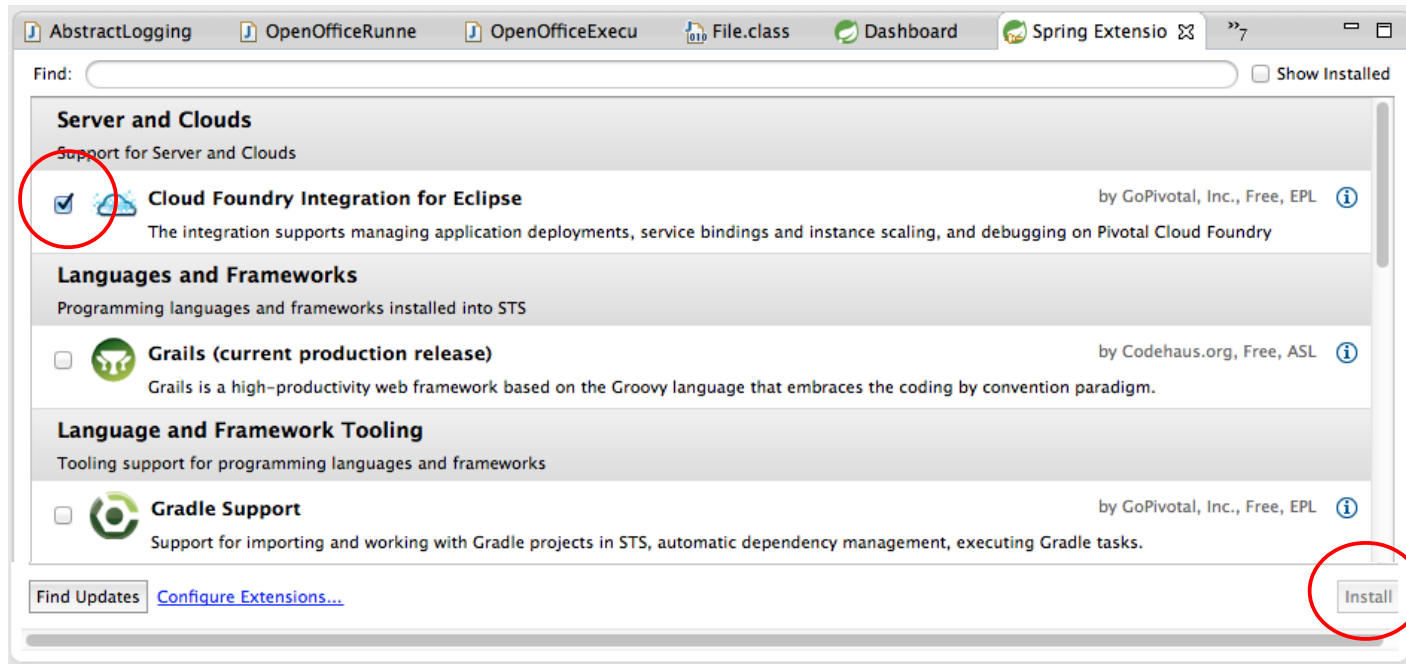 AbstractLogging OpenOfficeRunne OpenOfficeExecu File.class Dashboard Spring Extensio »7
Find: Show Installed
Server and Clouds
Support for Server and Clouds
Cloud Foundry Integration for Eclipse by GoPivotal, Inc., Free, EPL
The integration supports managing application deployments, service bindings and instance scaling, and debugging on Pivotal Cloud Foundry
Languages and Frameworks
Programming languages and frameworks installed into STS
Grails (current production release) by Codehaus.org, Free, ASL
Grails is a high-productivity web framework based on the Groovy language that embraces the coding by convention paradigm.
Language and Framework Tooling
Tooling support for programming languages and frameworks
Gradle Support by GoPivotal, Inc., Free, EPL
Support for importing and working with Gradle projects in STS, automatic dependency management, executing Gradle tasks.
Find Updates Configure Extensions... Install